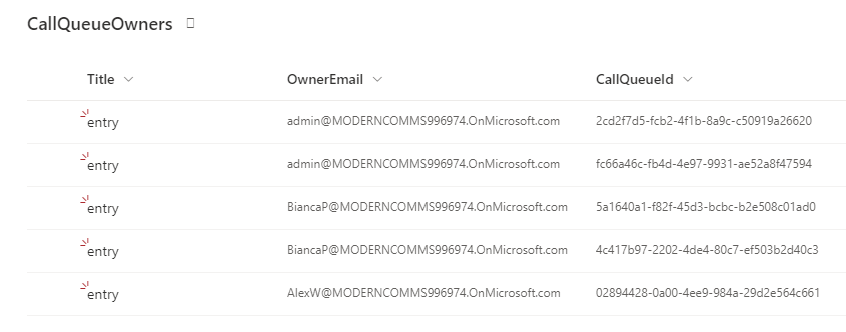 CallQueueOwners
Title OwnerEmail CallQueueId
entry admin@MODERNCOMMS996974.OnMicrosoft.com 2cd2f7d5-fcb2-4f1b-8a9c-c50919a26620
entry admin@MODERNCOMMS996974.OnMicrosoft.com fc66a46c-fb4d-4e97-9931-ae52a8f47594
entry BiancaP@MODERNCOMMS996974.OnMicrosoft.com 5a1640a1-f82f-45d3-bcbc-b2e508c01ad0
entry BiancaP@MODERNCOMMS996974.OnMicrosoft.com 4c417b97-2202-4de4-80c7-ef503b2d40c3
entry AlexW@MODERNCOMMS996974.OnMicrosoft.com 02894428-0a00-4ee9-984a-29d2e564c661